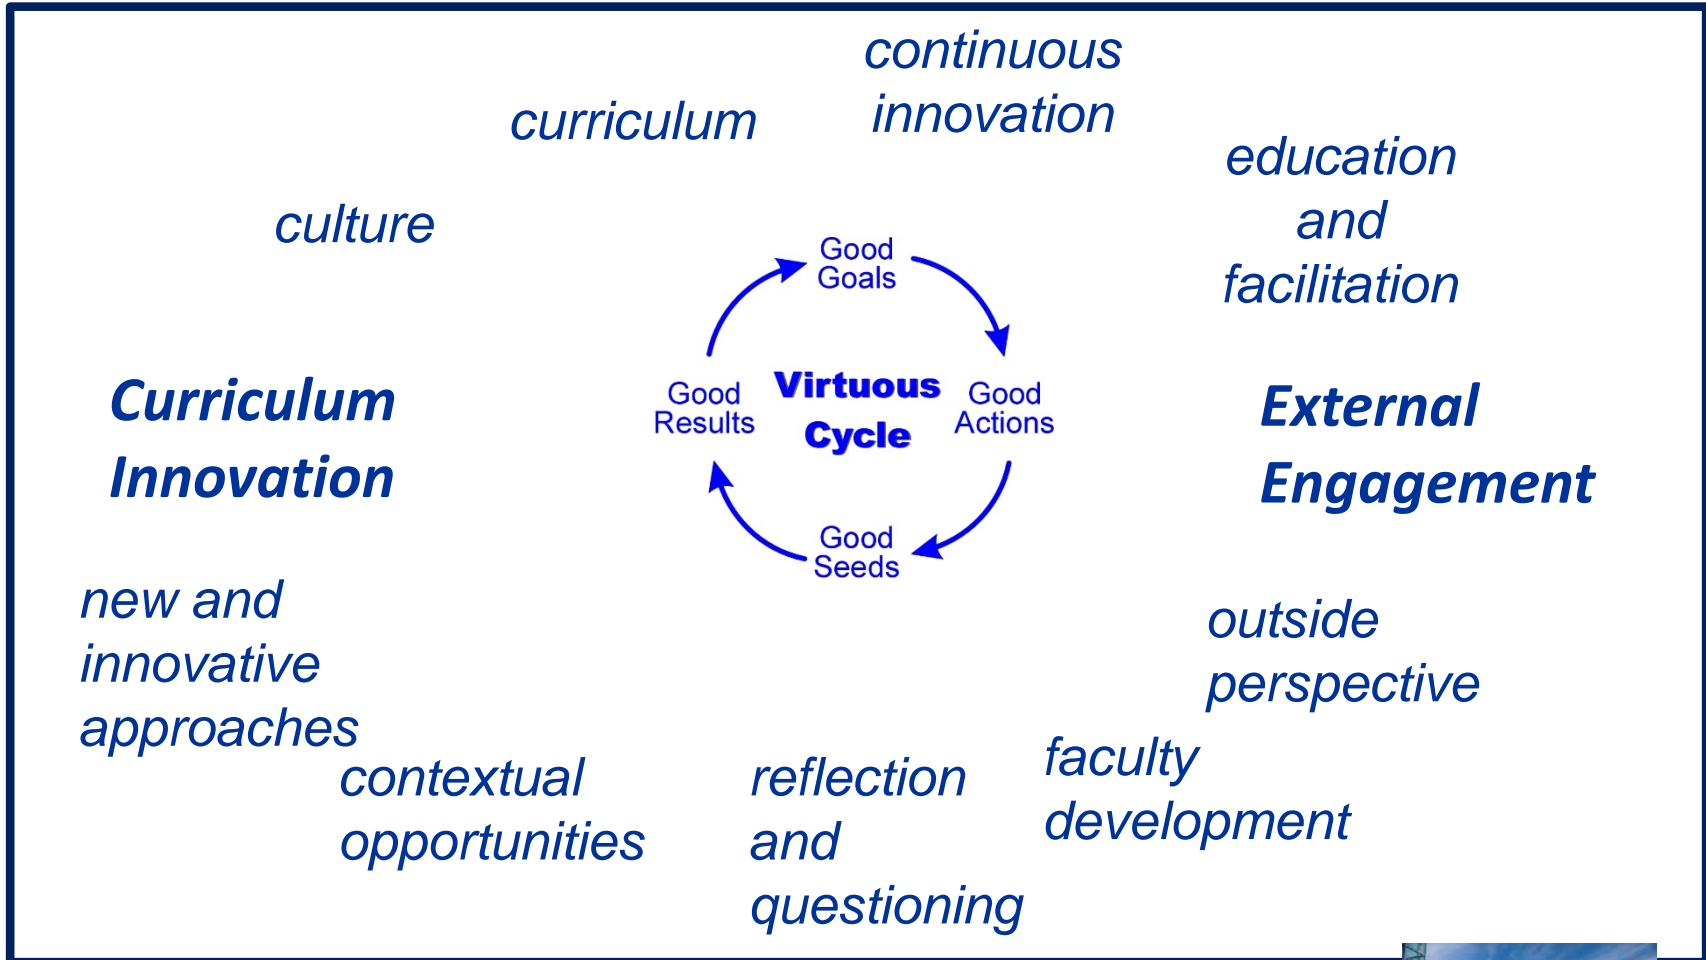 continuous
innovation
curriculum
education
and
facilitation
culture
Good
Goals
Curriculum
Innovation
Good
Results
Virtuous
Cycle
Good
Actions
External
Engagement
Good
Seeds
new and
innovative
approaches
outside
perspective
contextual
opportunities
reflection
and
questioning
faculty
development